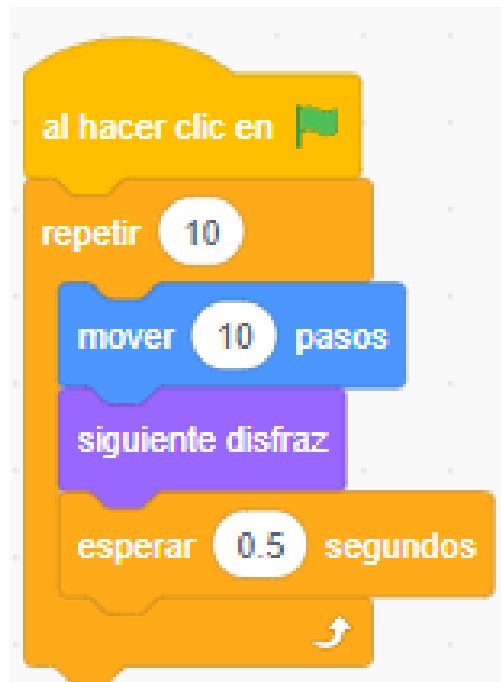 al hacer clic en
repetir 10
mover 10 pasos
siguiente disfraz
esperar 0.5 segundos